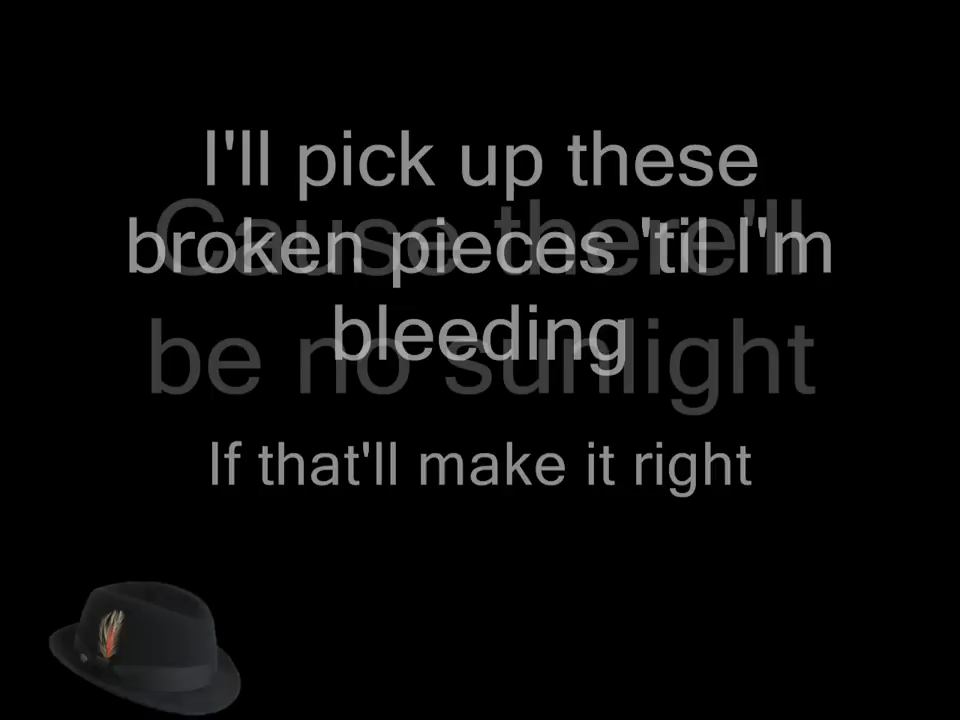 I'll pick up these
broken pieces 'til I'm
bleeding
If that'll make it right
Cause there'll
be no sunlight